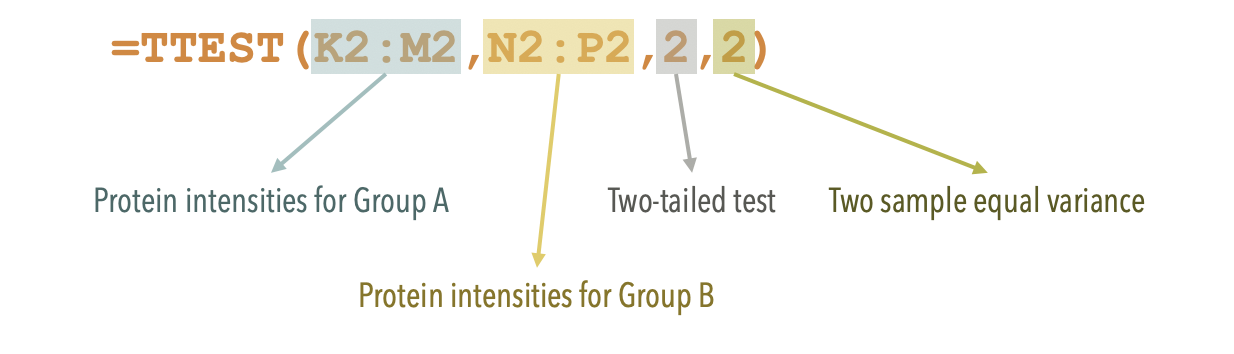 =TTEST(K2:M2,N2:P2,2,2)
Protein intensities for Group A
Two-tailed test
Two sample equal variance
Protein intensities for Group B